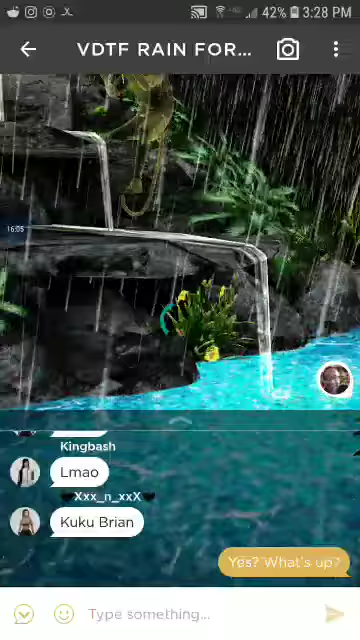 42% 3:28 PM
VDTF RAIN FOR...
16:05
Kingbash
Lmao
Xxx_n_xxX
Kuku Brian
Yes? What's up?
Type something...